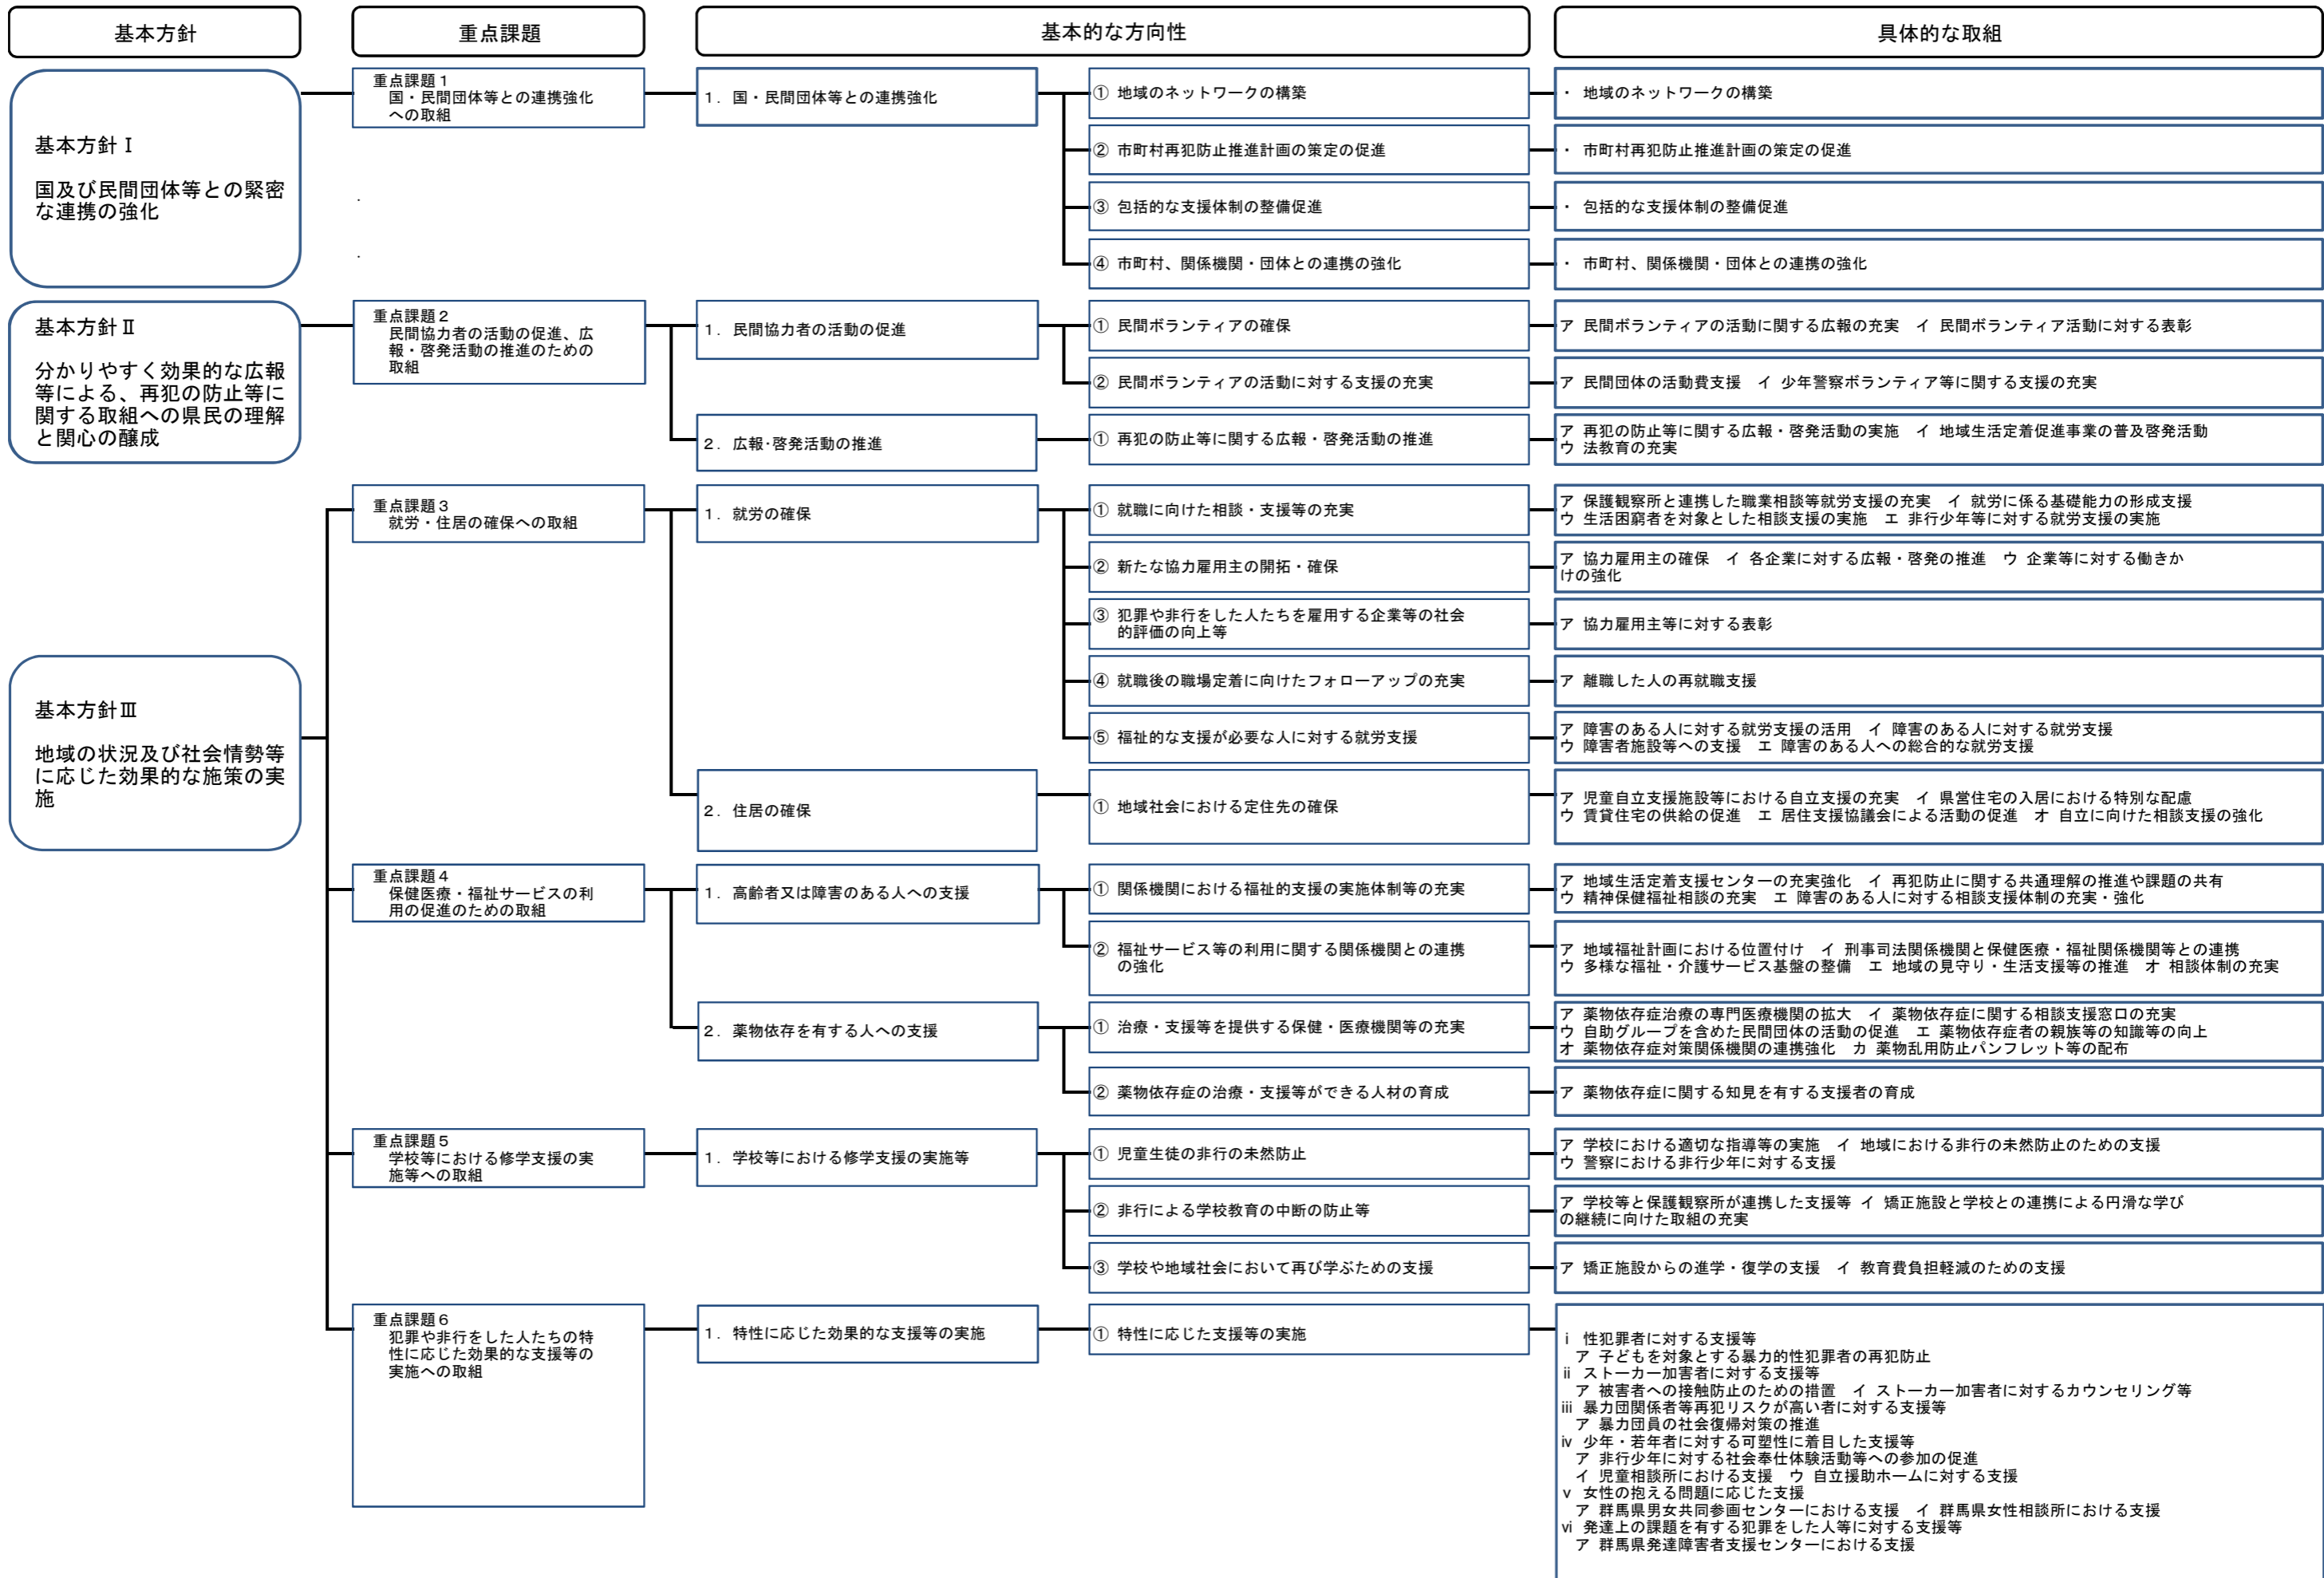 基本方針
重点課題
基本的な方向性
具体的な取組
基本方針Ⅰ
国及び民間団体等との緊密
な連携の強化
重点課題１
国・民間団体等との連携強化
への取組
１．国・民間団体等との連携強化
① 地域のネットワークの構築
・ 地域のネットワークの構築
② 市町村再犯防止推進計画の策定の促進
・ 市町村再犯防止推進計画の策定の促進
③ 包括的な支援体制の整備促進
・ 包括的な支援体制の整備促進
④ 市町村、関係機関・団体との連携の強化
・ 市町村、関係機関・団体との連携の強化
基本方針Ⅱ
分かりやすく効果的な広報
等による、再犯の防止等に
関する取組への県民の理解
と関心の醸成
重点課題２
民間協力者の活動の促進、広
報・啓発活動の推進のための
取組
１．民間協力者の活動の促進
① 民間ボランティアの確保
ア 民間ボランティアの活動に関する広報の充実　イ 民間ボランティア活動に対する表彰
② 民間ボランティアの活動に対する支援の充実
ア 民間団体の活動費支援　イ 少年警察ボランティア等に関する支援の充実
２．広報・啓発活動の推進
① 再犯の防止等に関する広報・啓発活動の推進
ア 再犯の防止等に関する広報・啓発活動の実施　イ 地域生活定着促進事業の普及啓発活動
ウ 法教育の充実
基本方針Ⅲ
地域の状況及び社会情勢等
に応じた効果的な施策の実
施
重点課題３
就労・住居の確保への取組
１．就労の確保
① 就職に向けた相談・支援等の充実
ア 保護観察所と連携した職業相談等就労支援の充実　イ 就労に係る基礎能力の形成支援
ウ 生活困窮者を対象とした相談支援の実施　エ 非行少年等に対する就労支援の実施
② 新たな協力雇用主の開拓・確保
ア 協力雇用主の確保　イ 各企業に対する広報・啓発の推進　ウ 企業等に対する働きか
けの強化
③ 犯罪や非行をした人たちを雇用する企業等の社会
的評価の向上等
ア 協力雇用主等に対する表彰
④ 就職後の職場定着に向けたフォローアップの充実
ア 離職した人の再就職支援
⑤ 福祉的な支援が必要な人に対する就労支援
ア 障害のある人に対する就労支援の活用　イ 障害のある人に対する就労支援
ウ 障害者施設等への支援　エ 障害のある人への総合的な就労支援
２．住居の確保
① 地域社会における定住先の確保
ア 児童自立支援施設等における自立支援の充実　イ 県営住宅の入居における特別な配慮
ウ 賃貸住宅の供給の促進　エ 居住支援協議会による活動の促進　オ 自立に向けた相談支援の強化
重点課題４
保健医療・福祉サービスの利
用の促進のための取組
１．高齢者又は障害のある人への支援
① 関係機関における福祉的支援の実施体制等の充実
ア 地域生活定着支援センターの充実強化　イ 再犯防止に関する共通理解の推進や課題の共有
ウ 精神保健福祉相談の充実　エ 障害のある人に対する相談支援体制の充実・強化
② 福祉サービス等の利用に関する関係機関との連携
の強化
ア 地域福祉計画における位置付け　イ 刑事司法関係機関と保健医療・福祉関係機関等との連携
ウ 多様な福祉・介護サービス基盤の整備　エ 地域の見守り・生活支援等の推進　オ 相談体制の充実
２．薬物依存を有する人への支援
① 治療・支援等を提供する保健・医療機関等の充実
ア 薬物依存症治療の専門医療機関の拡大　イ 薬物依存症に関する相談支援窓口の充実
ウ 自助グループを含めた民間団体の活動の促進　エ 薬物依存症者の親族等の知識等の向上
オ 薬物依存症対策関係機関の連携強化　カ 薬物乱用防止パンフレット等の配布
② 薬物依存症の治療・支援等ができる人材の育成
ア 薬物依存症に関する知見を有する支援者の育成
重点課題５
学校等における修学支援の実
施等への取組
１．学校等における修学支援の実施等
① 児童生徒の非行の未然防止
ア 学校における適切な指導等の実施　イ 地域における非行の未然防止のための支援
ウ 警察における非行少年に対する支援
② 非行による学校教育の中断の防止等
ア 学校等と保護観察所が連携した支援等 イ 矯正施設と学校との連携による円滑な学び
の継続に向けた取組の充実
③ 学校や地域社会において再び学ぶための支援
ア 矯正施設からの進学・復学の支援　イ 教育費負担軽減のための支援
重点課題６
犯罪や非行をした人たちの特
性に応じた効果的な支援等の
実施への取組
１．特性に応じた効果的な支援等の実施
① 特性に応じた支援等の実施
ⅰ 性犯罪者に対する支援等
ア 子どもを対象とする暴力的性犯罪者の再犯防止
ⅱ ストーカー加害者に対する支援等
ア 被害者への接触防止のための措置　イ ストーカー加害者に対するカウンセリング等
ⅲ 暴力団関係者等再犯リスクが高い者に対する支援等
ア 暴力団員の社会復帰対策の推進
ⅳ 少年・若年者に対する可塑性に着目した支援等
ア 非行少年に対する社会奉仕体験活動等への参加の促進
イ 児童相談所における支援　ウ 自立援助ホームに対する支援
ⅴ 女性の抱える問題に応じた支援
ア 群馬県男女共同参画センターにおける支援　イ 群馬県女性相談所における支援
ⅵ 発達上の課題を有する犯罪をした人等に対する支援等
ア 群馬県発達障害者支援センターにおける支援